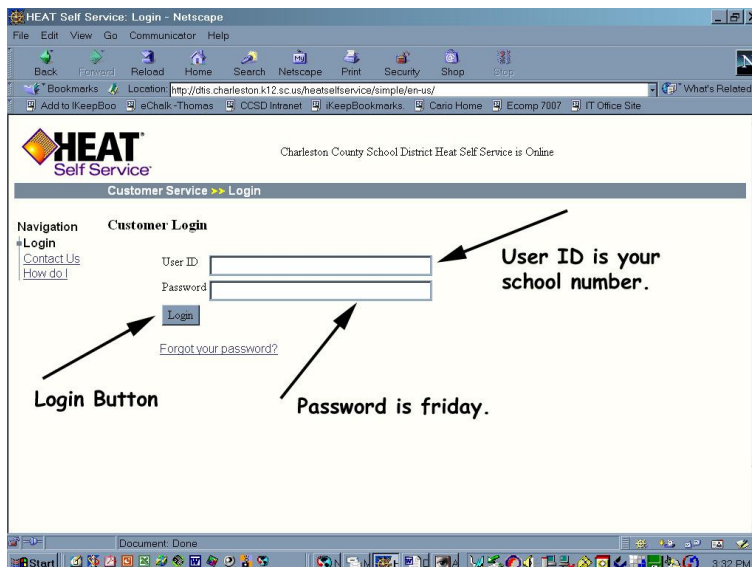 HEAT Self Service: Login - Netscape
File Edit View Go Communicator Help
Back Forward Reload Home Search Netscape Print Security Shop Stop
Bookmarks Location: http://dtis.charleston.k12.sc.us/heatselfservice/simple/en-us/ What's Related
Add to IKeepBoo eChalk-Thomas CCSD Intranet iKeepBookmarks. Cario Home Ecomp 7007 IT Office Site
HEAT
Self Service
Charleston County School District Heat Self Service is Online
Customer Service >> Login
Navigation
Login
Contact Us
How do I
Customer Login
User ID
Password
Login
Forgot your password?
User ID is your
school number.
Login Button
Password is friday.
Document: Done
Start 3:32 PM